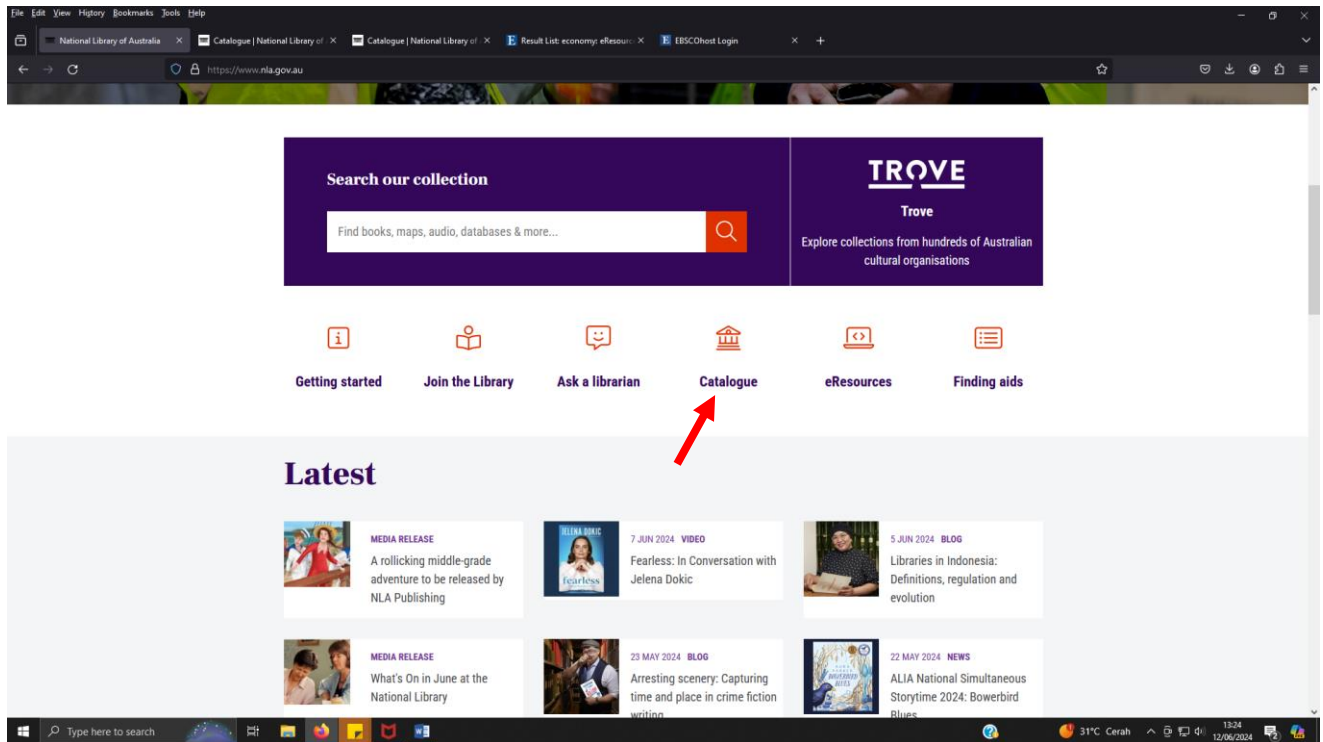 File Edit View History Bookmarks Tools Help
National Library of Australia
Catalogue | National Library of
Catalogue | National Library of
Result List: economy: eResourc
EBSCOhost Login
https://www.nla.gov.au
Search our collection
Find books, maps, audio, databases & more...
TROVE
Trove
Explore collections from hundreds of Australian
cultural organisations
Getting started
Join the Library
Ask a librarian
Catalogue
eResources
Finding aids
Latest
MEDIA RELEASE
A rollicking middle-grade
adventure to be released by
NLA Publishing
JELENA DOKIC
fearless
7 JUN 2024 VIDEO
Fearless: In Conversation with
Jelena Dokic
5 JUN 2024 BLOG
Libraries in Indonesia:
Definitions, regulation and
evolution
MEDIA RELEASE
What's On in June at the
National Library
23 MAY 2024 BLOG
Arresting scenery: Capturing
time and place in crime fiction
writing
22 MAY 2024 NEWS
ALIA National Simultaneous
Storytime 2024: Bowerbird
Blues
Type here to search
31°C Cerah
13:24
12/06/2024